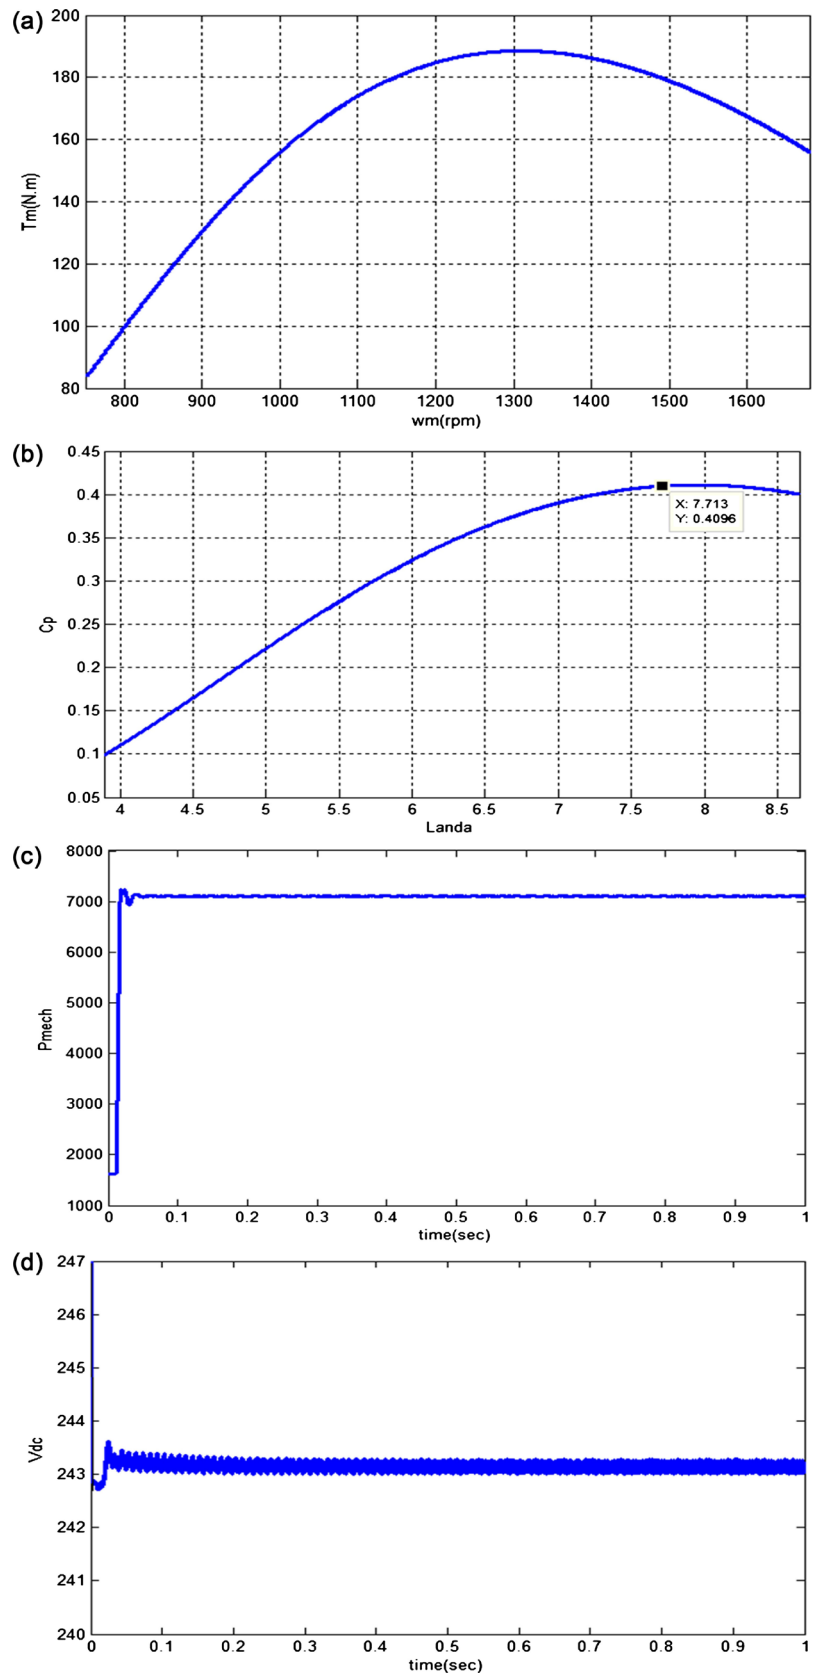 (a)
200
180
160
140
120
100
80
Tm(N.m)
800 900 1000 1100 1200 1300 1400 1500 1600
wm(rpm)
(b)
0.45
0.4
0.35
0.3
0.25
0.2
0.15
0.1
0.05
Cp
X: 7.713
Y: 0.4096
4 4.5 5 5.5 6 6.5 7 7.5 8 8.5
Landa
(c)
8000
7000
6000
5000
4000
3000
2000
1000
Pmech
0 0.1 0.2 0.3 0.4 0.5 0.6 0.7 0.8 0.9 1
time(sec)
(d)
247
246
245
244
243
242
241
240
Vdc
0 0.1 0.2 0.3 0.4 0.5 0.6 0.7 0.8 0.9 1
time(sec)